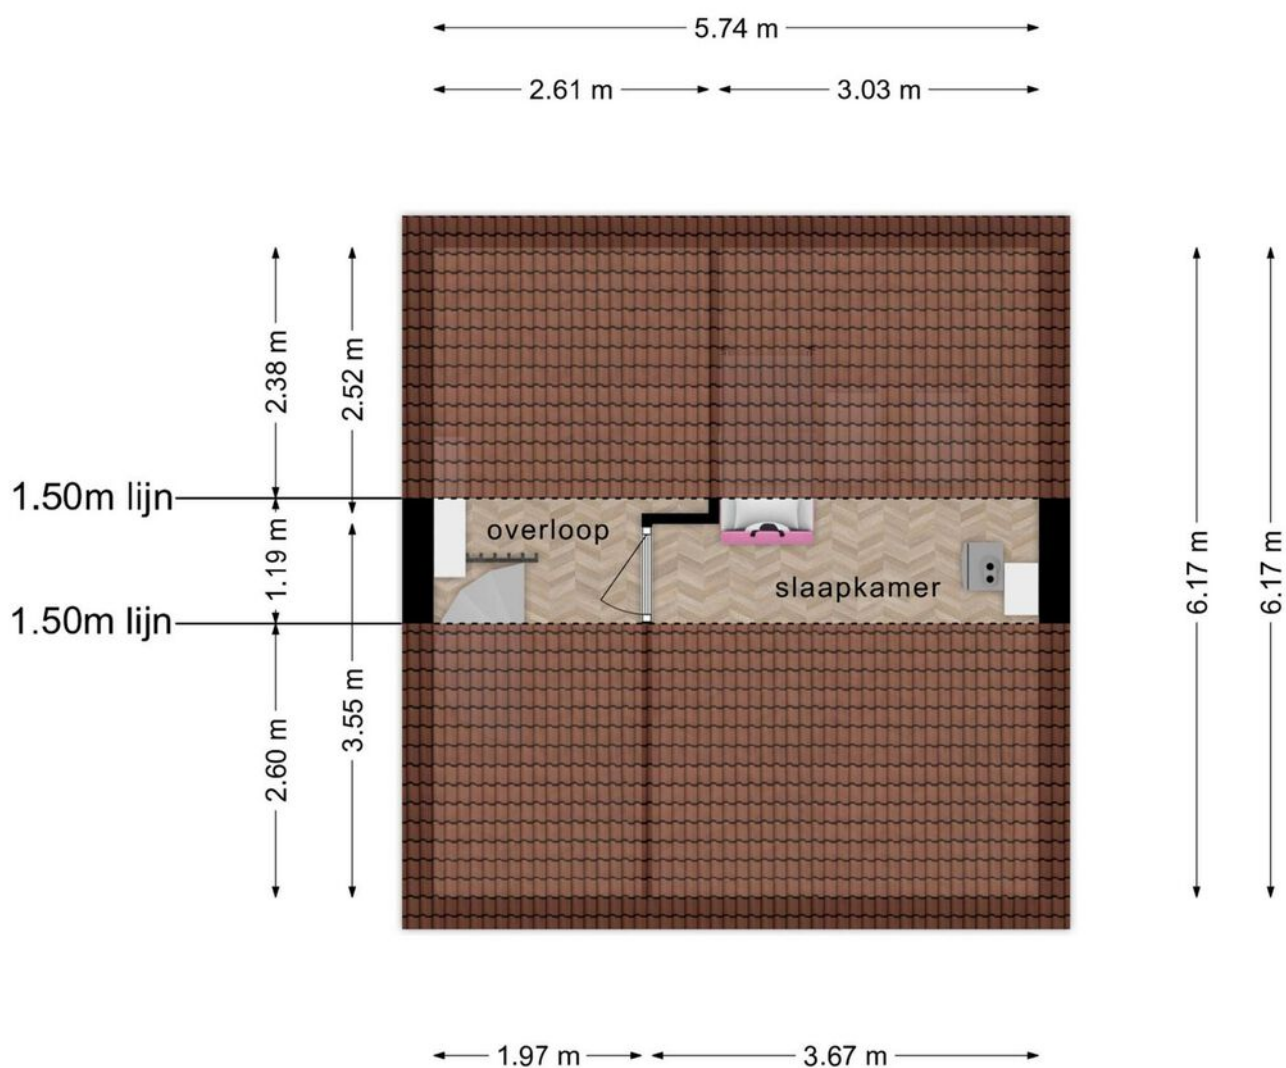 5.74 m
2.61 m
3.03 m
2.38 m
2.52 m
1.50m lijn
overloop
1.19 m
slaapkamer
6.17 m
6.17 m
1.50m lijn
3.55 m
2.60 m
1.97 m
3.67 m